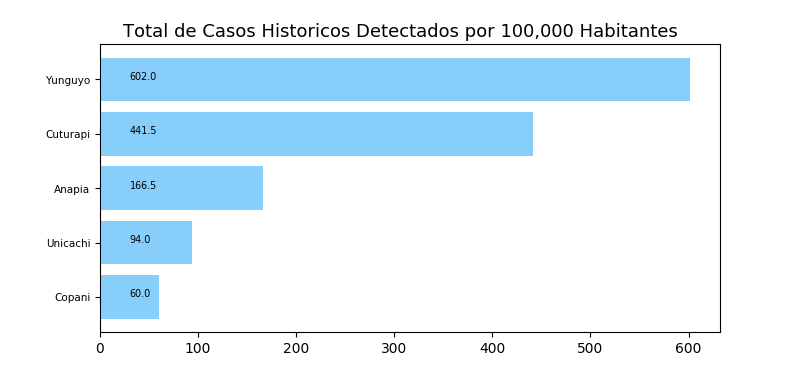 Total de Casos Historicos Detectados por 100,000 Habitantes
Yunguyo 602.0
Cuturapi 441.5
Anapia 166.5
Unicachi 94.0
Copani 60.0
0 100 200 300 400 500 600